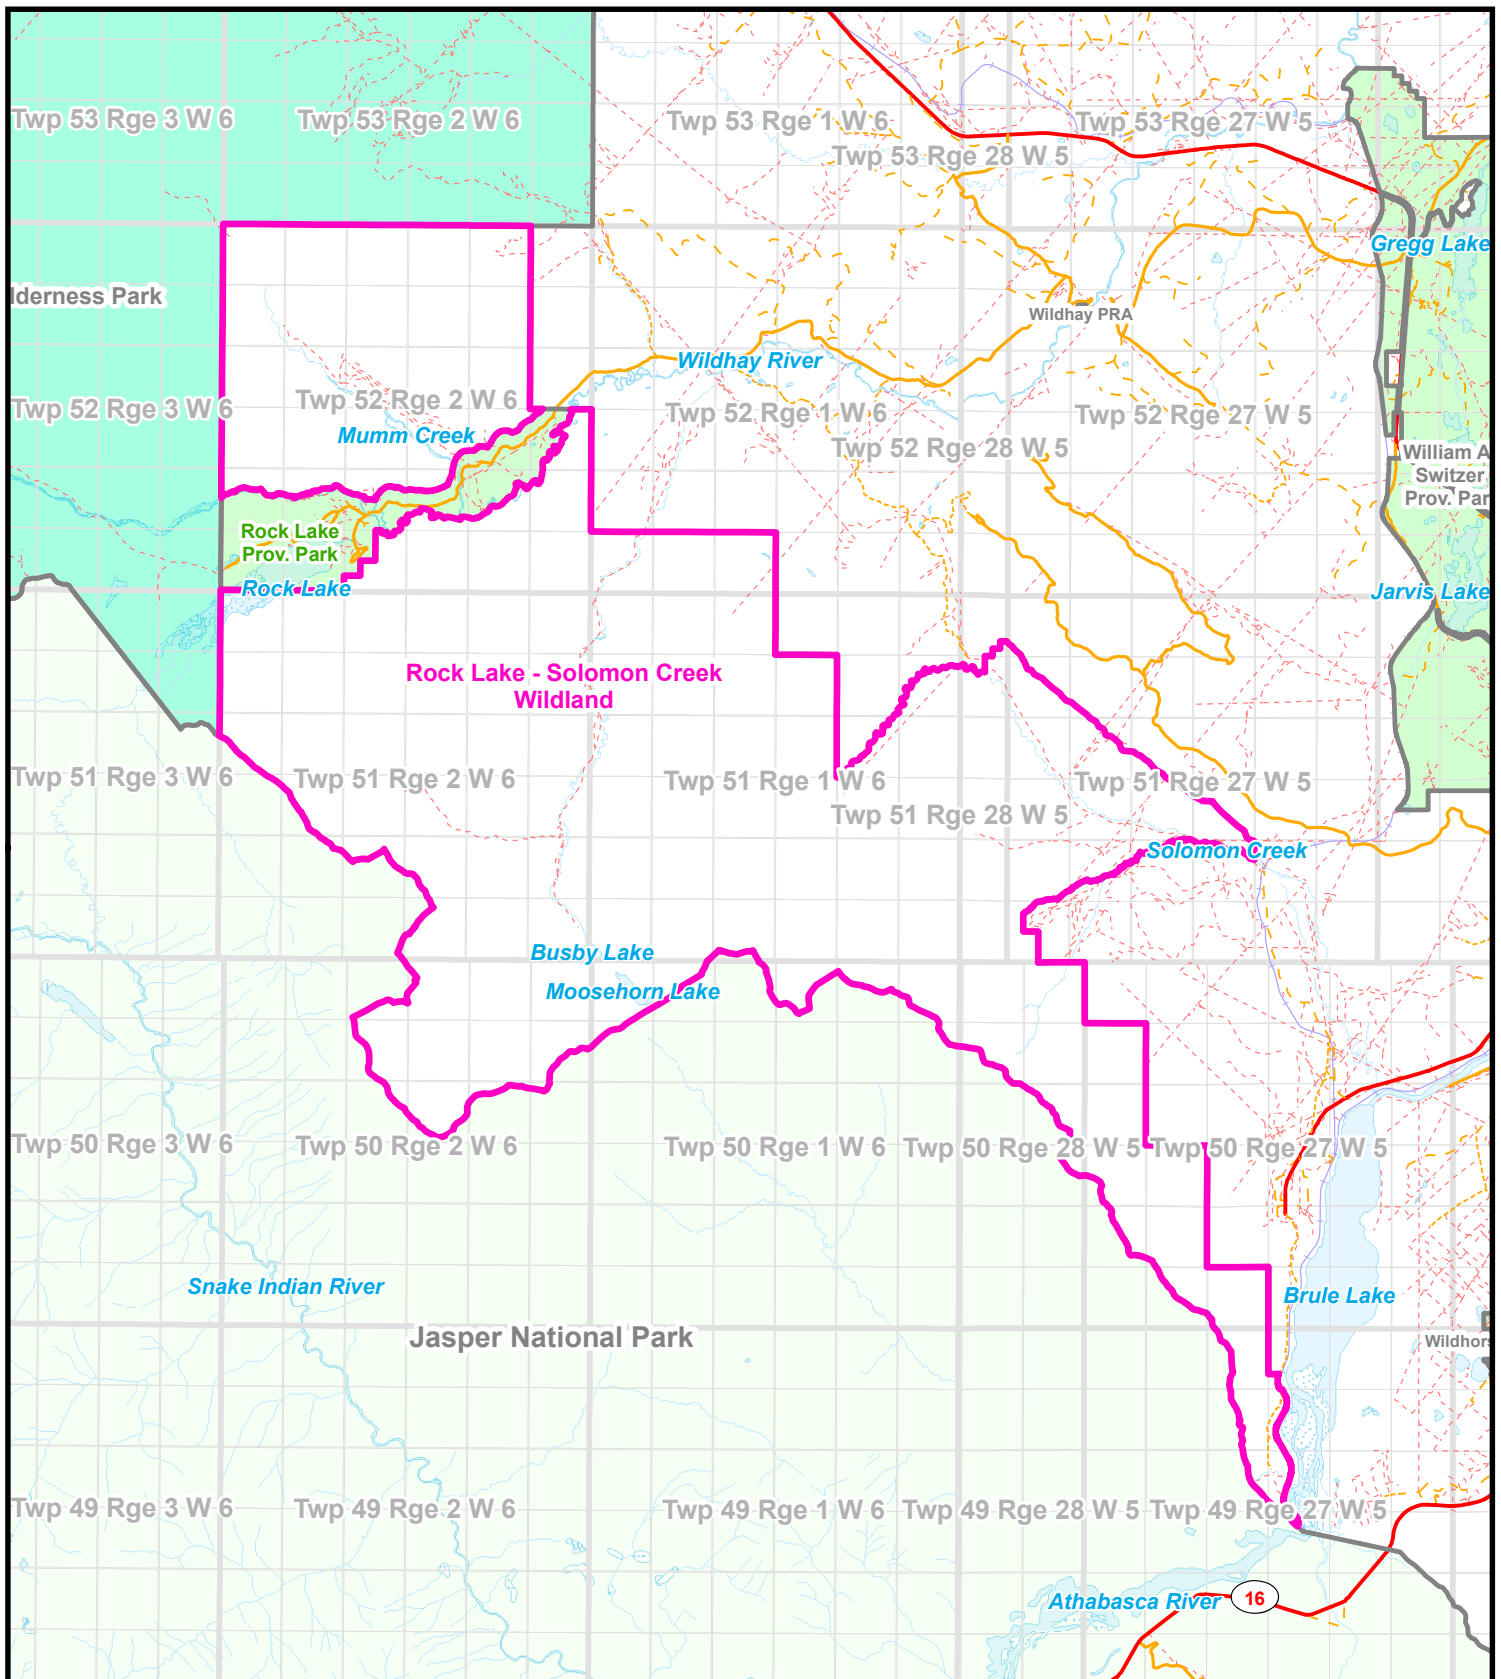 Twp 53 Rge 3 W 6
Twp 53 Rge 2 W 6
Twp 53 Rge 1 W 6
Twp 53 Rge 27 W 5
Twp 53 Rge 28 W 5
Gregg Lake
lderness Park
Wildhay PRA
Wildhay River
Twp 52 Rge 3 W 6
Twp 52 Rge 2 W 6
Twp 52 Rge 1 W 6
Twp 52 Rge 27 W 5
Mumm Creek
Twp 52 Rge 28 W 5
William A
Switzer
Prov. Par
Rock Lake
Prov. Park
Rock Lake
Jarvis Lake
Rock Lake - Solomon Creek
Wildland
Twp 51 Rge 3 W 6
Twp 51 Rge 2 W 6
Twp 51 Rge 1 W 6
Twp 51 Rge 27 W 5
Twp 51 Rge 28 W 5
Solomon Creek
Busby Lake
Moosehorn Lake
Twp 50 Rge 3 W 6
Twp 50 Rge 2 W 6
Twp 50 Rge 1 W 6
Twp 50 Rge 28 W 5
Twp 50 Rge 27 W 5
Snake Indian River
Brule Lake
Jasper National Park
Wildhors
Twp 49 Rge 3 W 6
Twp 49 Rge 2 W 6
Twp 49 Rge 1 W 6
Twp 49 Rge 28 W 5
Twp 49 Rge 27 W 5
Athabasca River
16